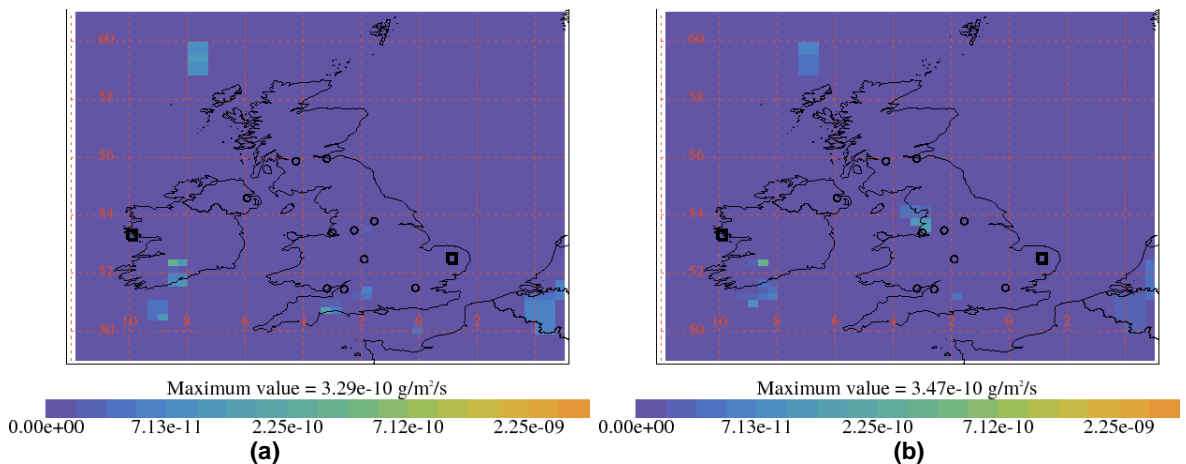 60 60
58 58
56 56
54 54
52 52
50 50
10 8 6 4 2 0 2 4 10 8 6 4 2 0 2 4
Maximum value = 3.29e-10 g/m²/s Maximum value = 3.47e-10 g/m²/s
0.00e+00 7.13e-11 2.25e-10 7.12e-10 2.25e-09 0.00e+00 7.13e-11 2.25e-10 7.12e-10 2.25e-09
(a) (b)